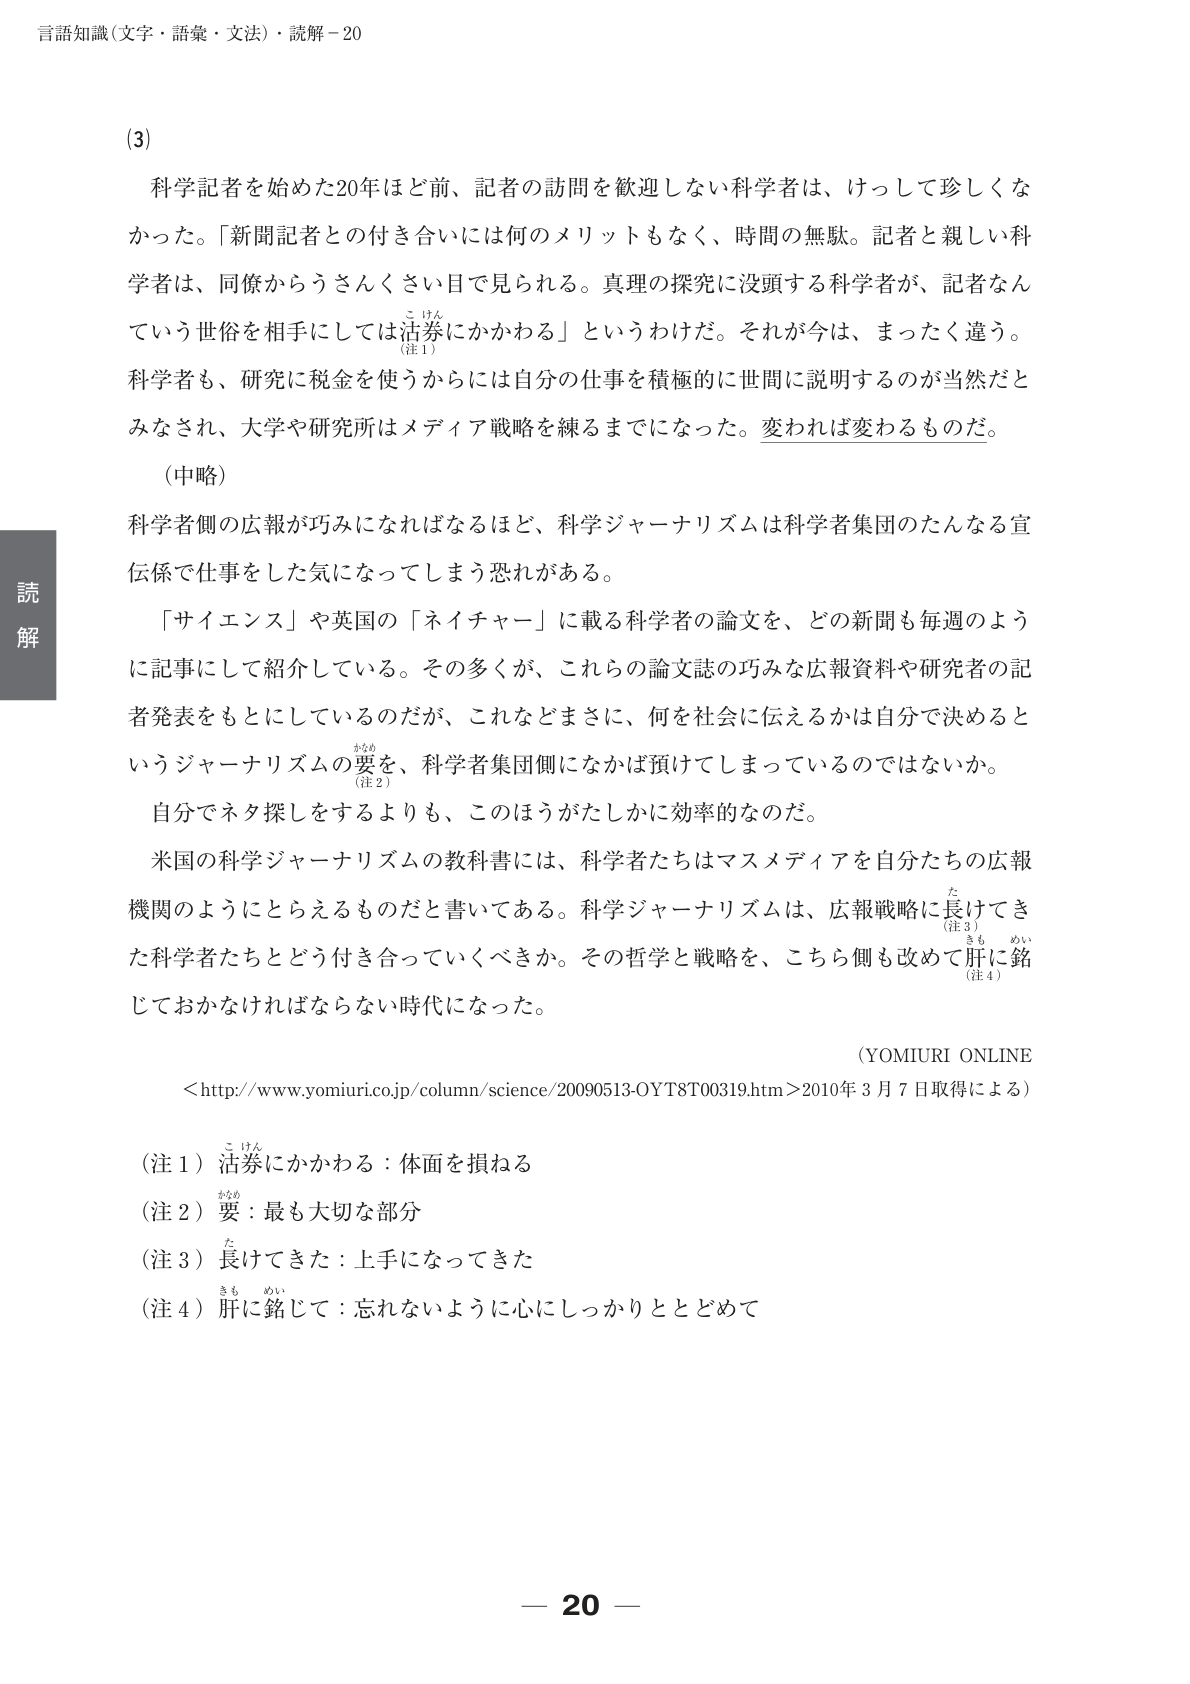 言語知識(文字・語彙・文法)・読解－20
(3)
科学記者を始めた20年ほど前、記者の訪問を歓迎しない科学者は、けっして珍しくな
かった。「新聞記者との付き合いには何のメリットもなく、時間の無駄。記者と親しい科
学者は、同僚からうさんくさい目で見られる。真理の探究に没頭する科学者が、記者なん
こ けん
ていう世俗を相手にしては沽券にかかわる」というわけだ。それが今は、まったく違う。
(注1)
科学者も、研究に税金を使うからには自分の仕事を積極的に世間に説明するのが当然だと
みなされ、大学や研究所はメディア戦略を練るまでになった。変われば変わるものだ。
(中略)
科学者側の広報が巧みになればなるほど、科学ジャーナリズムは科学者集団のたんなる宣
伝係で仕事をした気になってしまう恐れがある。
「サイエンス」や英国の「ネイチャー」に載る科学者の論文を、どの新聞も毎週のよう
に記事にして紹介している。その多くが、これらの論文誌の巧みな広報資料や研究者の記
者発表をもとにしているのだが、これなどまさに、何を社会に伝えるかは自分で決めると
かなめ
いうジャーナリズムの要を、科学者集団側になかば預けてしまっているのではないか。
(注2)
自分でネタ探しをするよりも、このほうがたしかに効率的なのだ。
米国の科学ジャーナリズムの教科書には、科学者たちはマスメディアを自分たちの広報
た
機関のようにとらえるものだと書いてある。科学ジャーナリズムは、広報戦略に長けてき
(注3)
きも めい
た科学者たちとどう付き合っていくべきか。その哲学と戦略を、こちら側も改めて肝に銘
(注4)
じておかなければならない時代になった。
(YOMIURI ONLINE
＜http://www.yomiuri.co.jp/column/science/20090513-OYT8T00319.htm＞2010年3月7日取得による)
こ けん
(注1) 沽券にかかわる：体面を損ねる
かなめ
(注2) 要：最も大切な部分
た
(注3) 長けてきた：上手になってきた
きも めい
(注4) 肝に銘じて：忘れないように心にしっかりととどめて
読
解
— 20 —